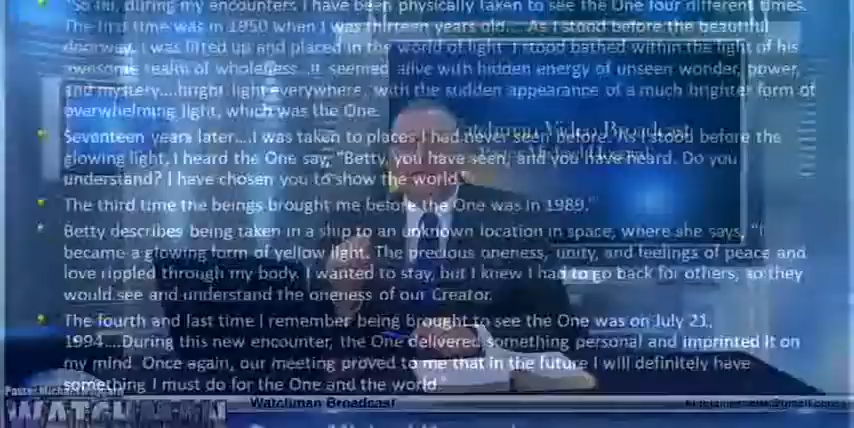 "So far, during my encounters I have been physically taken to see the One four different times.
The first time was in 1950 when I was thirteen years old.... As I stood before the beautiful
doorway, I was lifted up and placed in the world of light. I stood bathed within the light of his
awesome realm of wholeness...it seemed alive with hidden energy of unseen wonder, power,
and mystery....bright light everywhere, with the sudden appearance of a much brighter form of
overwhelming light, which was the One.
Seventeen years later....I was taken to places I had never seen before. As I stood before the
glowing light, I heard the One say, "Betty, you have seen, and you have heard. Do you
understand? I have chosen you to show the world."
The third time the beings brought me before the One was in 1989."
Betty describes being taken in a ship to an unknown location in space, where she says, "I
became a glowing form of yellow light. The precious oneness, unity, and feelings of peace and
love rippled through my body. I wanted to stay, but I knew I had to go back for others, so they
would see and understand the oneness of our Creator.
The fourth and last time I remember being brought to see the One was on July 21,
1994....During this new encounter, the One delivered something personal and imprinted it on
my mind. Once again, our meeting proved to me that in the future I will definitely have
something I must do for the One and the world."
Watchman Video Broadcast
Pastor Michael
WATCHMAN
Watchman Broadcast